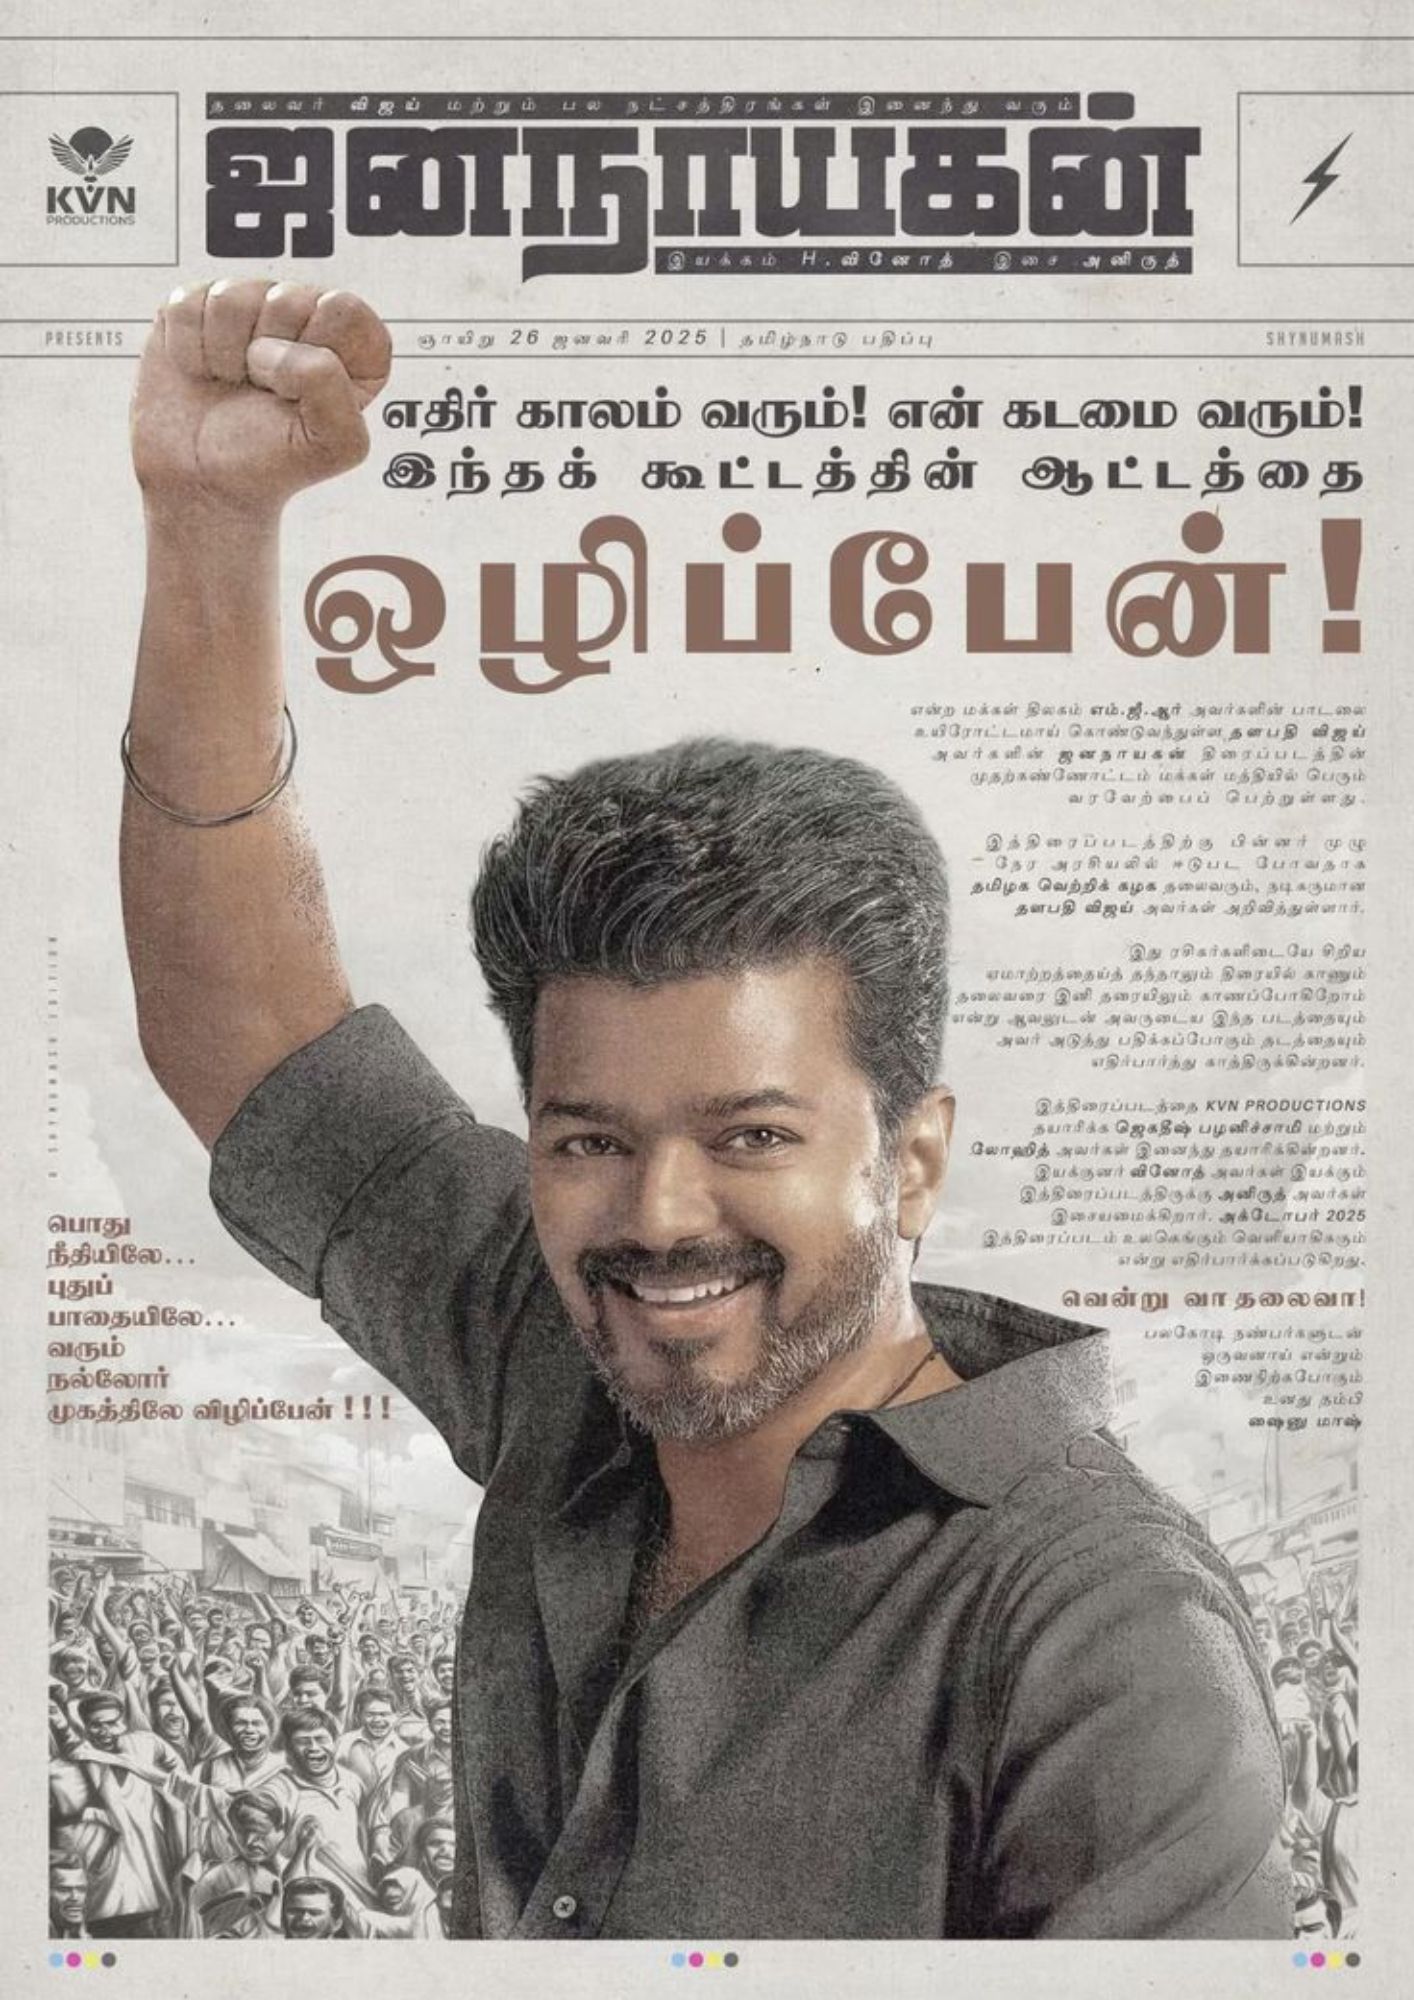 தலைவர் விஜய் மற்றும் பல நட்சத்திரங்கள் இணைந்து வரும்
KVN
PRODUCTIONS
ஜனநாயகன்
இயக்கம் H.வினோத் இசை அனிருத்
PRESENTS
ஞாயிறு 26 ஜனவரி 2025 | தமிழ்நாடு பதிப்பு
SHYNUMASH
எதிர் காலம் வரும்! என் கடமை வரும்!
இந்தக் கூட்டத்தின் ஆட்டத்தை
ஒழிப்பேன்!
என்ற மக்கள் திலகம் எம்.ஜீ.ஆர் அவர்களின் பாடலை
உயிரோட்டமாய் கொண்டுவந்துள்ள தளபதி விஜய்
அவர்களின் ஜனநாயகன் திரைப்படத்தின்
முதற்கண்ணோட்டம் மக்கள் மத்தியில் பெரும்
வரவேற்பைப் பெற்றுள்ளது.
இத்திரைப்படத்திற்கு பின்னர் முழு
நேர அரசியலில் ஈடுபட போவதாக
தமிழக வெற்றிக் கழக தலைவரும், நடிகருமான
தளபதி விஜய் அவர்கள் அறிவித்துள்ளார்.
இது ரசிகர்களிடையே சிறிய
ஏமாற்றத்தைய்த் தந்தாலும் திரையில் காணும்
தலைவரை இனி தரையிலும் காணப்போகிறோம்
என்று ஆவலுடன் அவருடைய இந்த படத்தையும்
அவர் அடுத்து பதிக்கப்போகும் தடத்தையும்
எதிர்பார்த்து காத்திருக்கின்றனர்.
இத்திரைப்படத்தை KVN PRODUCTIONS
தயாரிக்க ஜெகதீஷ் பழனிச்சாமி மற்றும்
லோஹித் அவர்கள் இணைந்து தயாரிக்கின்றனர்.
இயக்குனர் வினோத் அவர்கள் இயக்கும்
இத்திரைப்படத்திருக்கு அனிருத் அவர்கள்
இசையமைக்கிறார். அக்டோபர் 2025
இத்திரைப்படம் உலகெங்கும் வெளியாகிகரும்
என்று எதிர்பார்க்கப்படுகிறது.
வென்று வா தலைவா!
பலகோடி நண்பர்களுடன்
ஒருவனாய் என்றும்
இணைநிற்கபோகும்
உனது தம்பி
ஷைனு மாஷ்
A SHYNUMASH EDITION
பொது
நீதியிலே...
புதுப்
பாதையிலே...
வரும்
நல்லோர்
முகத்திலே விழிப்பேன் !!!